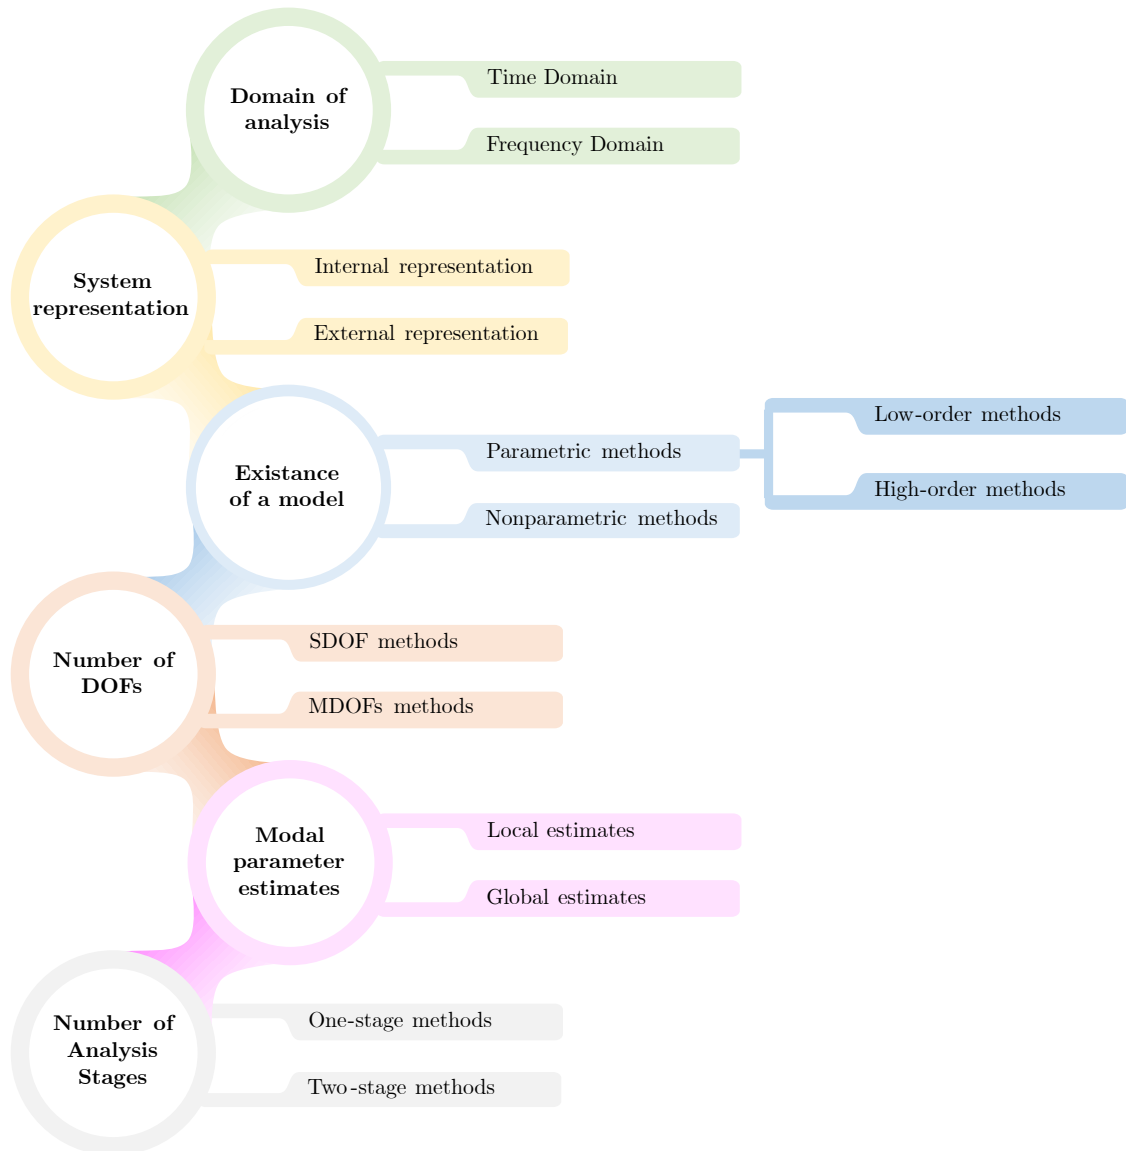 Domain of
analysis
Time Domain
Frequency Domain
System
representation
Internal representation
External representation
Existance
of a model
Parametric methods
Nonparametric methods
Low-order methods
High-order methods
Number of
DOFs
SDOF methods
MDOFs methods
Modal
parameter
estimates
Local estimates
Global estimates
Number of
Analysis
Stages
One-stage methods
Two-stage methods